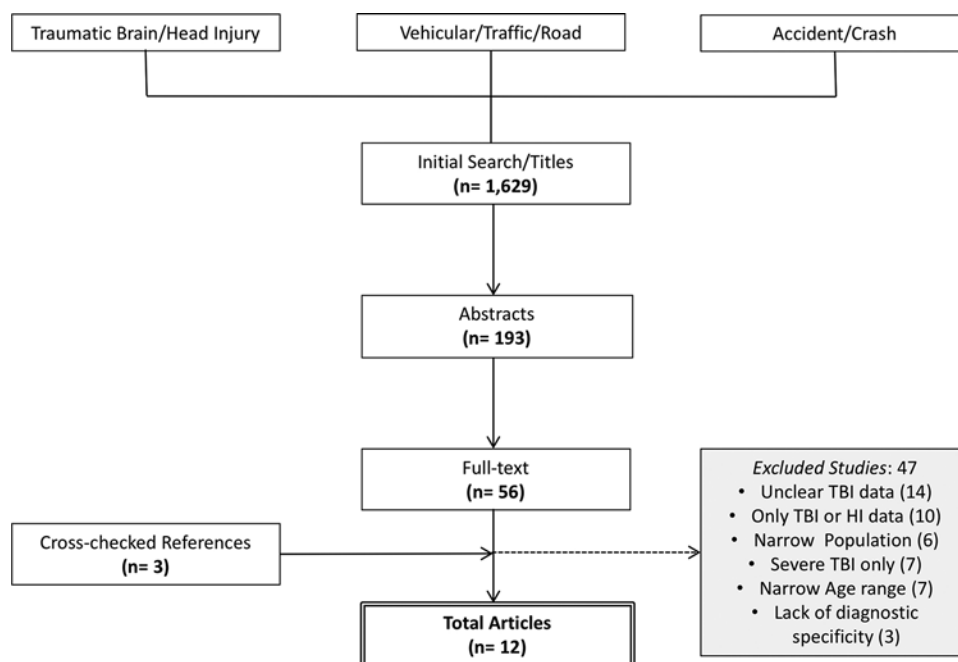 Traumatic Brain/Head Injury
Vehicular/Traffic/Road
Accident/Crash
Initial Search/Titles
(n= 1,629)
Abstracts
(n= 193)
Full-text
(n= 56)
Cross-checked References
(n= 3)
Excluded Studies: 47
• Unclear TBI data (14)
• Only TBI or HI data (10)
• Narrow Population (6)
• Severe TBI only (7)
• Narrow Age range (7)
• Lack of diagnostic
specificity (3)
Total Articles
(n= 12)